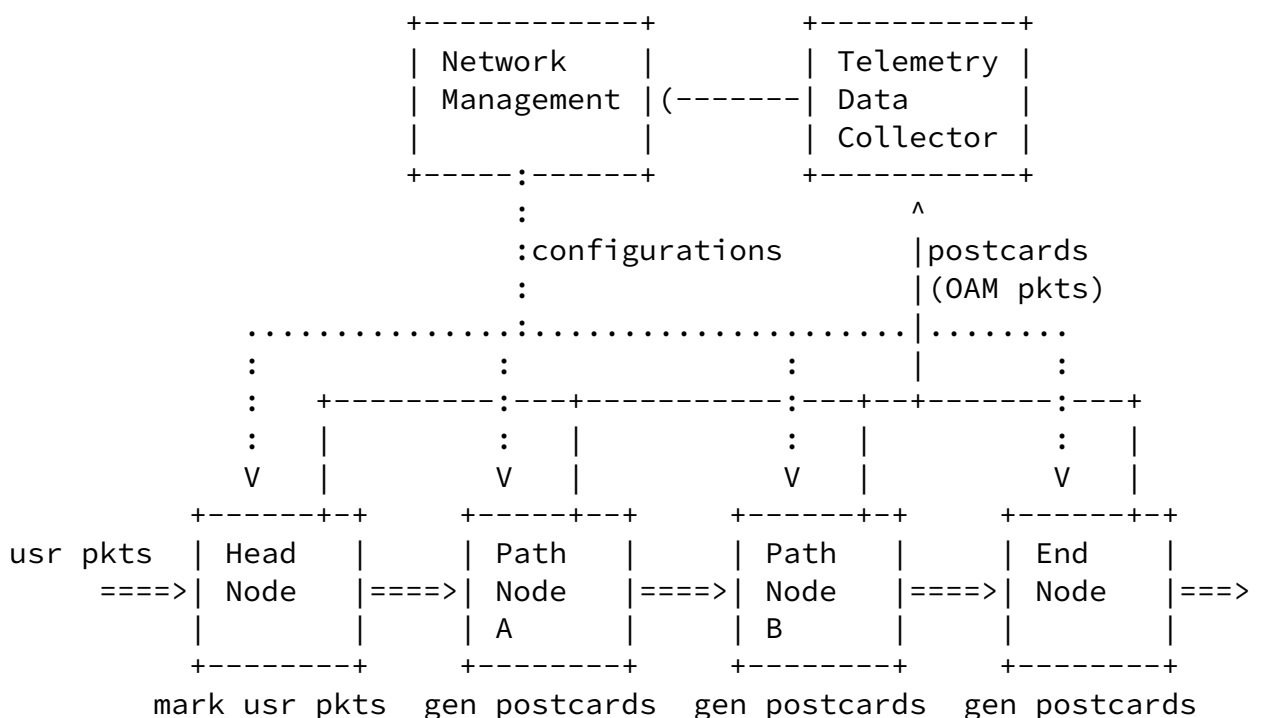 Network Telemetry
Management Data
Collector
configurations postcards
(OAM pkts)
V V V V
usr pkts Head Path Path End
Node Node Node Node
A B
mark usr pkts gen postcards gen postcards gen postcards